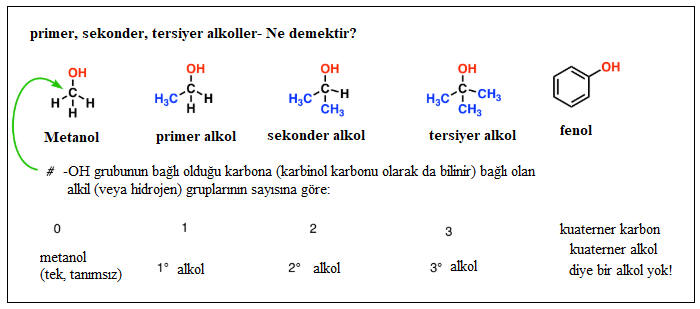 primer, sekonder, tersiyer alkoller- Ne demektir?
OH OH OH OH OH
H C H H₃C C H H₃C C H H₃C C CH₃
H H CH₃ CH₃
Metanol primer alkol sekonder alkol tersiyer alkol fenol
# -OH grubunun bağlı olduğu karbona (karbinol karbonu olarak da bilinir) bağlı olan
alkil (veya hidrojen) gruplarının sayısına göre:
0 1 2 3 kuaterner karbon
kuaterner alkol
metanol 1° alkol 2° alkol 3° alkol diye bir alkol yok!
(tek, tanımsız)